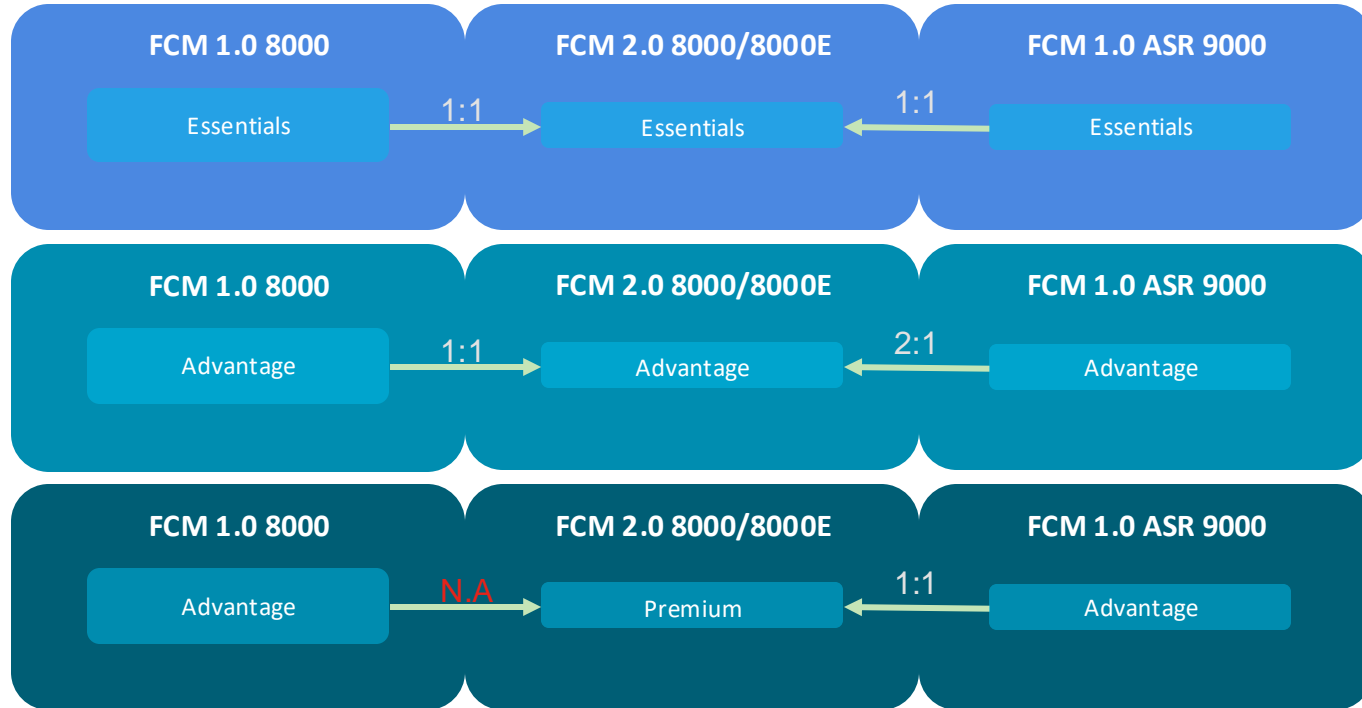 FCM 1.0 8000
FCM 2.0 8000/8000E
FCM 1.0 ASR 9000
Essentials
1:1
Essentials
1:1
Essentials
FCM 1.0 8000
FCM 2.0 8000/8000E
FCM 1.0 ASR 9000
Advantage
1:1
Advantage
2:1
Advantage
FCM 1.0 8000
FCM 2.0 8000/8000E
FCM 1.0 ASR 9000
Advantage
N.A
Premium
1:1
Advantage